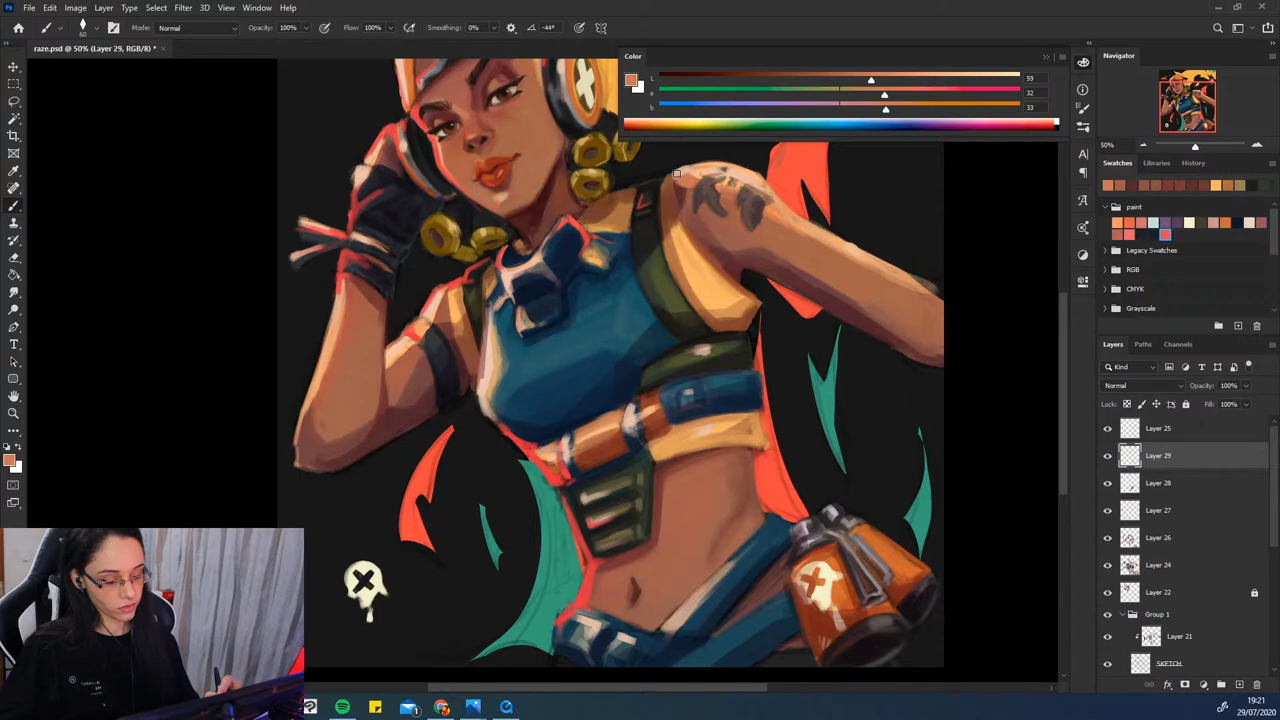 File Edit Image Layer Type Select Filter 3D View Window Help
60 Mode: Normal Opacity: 100% Flow: 100% Smoothing: 0% -44°
raze.psd @ 50% (Layer 29, RGB/8) *
Color
L 59
a 32
b 33
Navigator
50%
Swatches Libraries History
paint
Legacy Swatches
RGB
CMYK
Grayscale
Layers Paths Channels
Kind
Normal Opacity: 100%
Lock: Fill: 100%
Layer 25
Layer 29
Layer 28
Layer 27
Layer 26
Layer 24
Layer 22
Group 1
Layer 21
SKETCH
19:21
29/07/2020